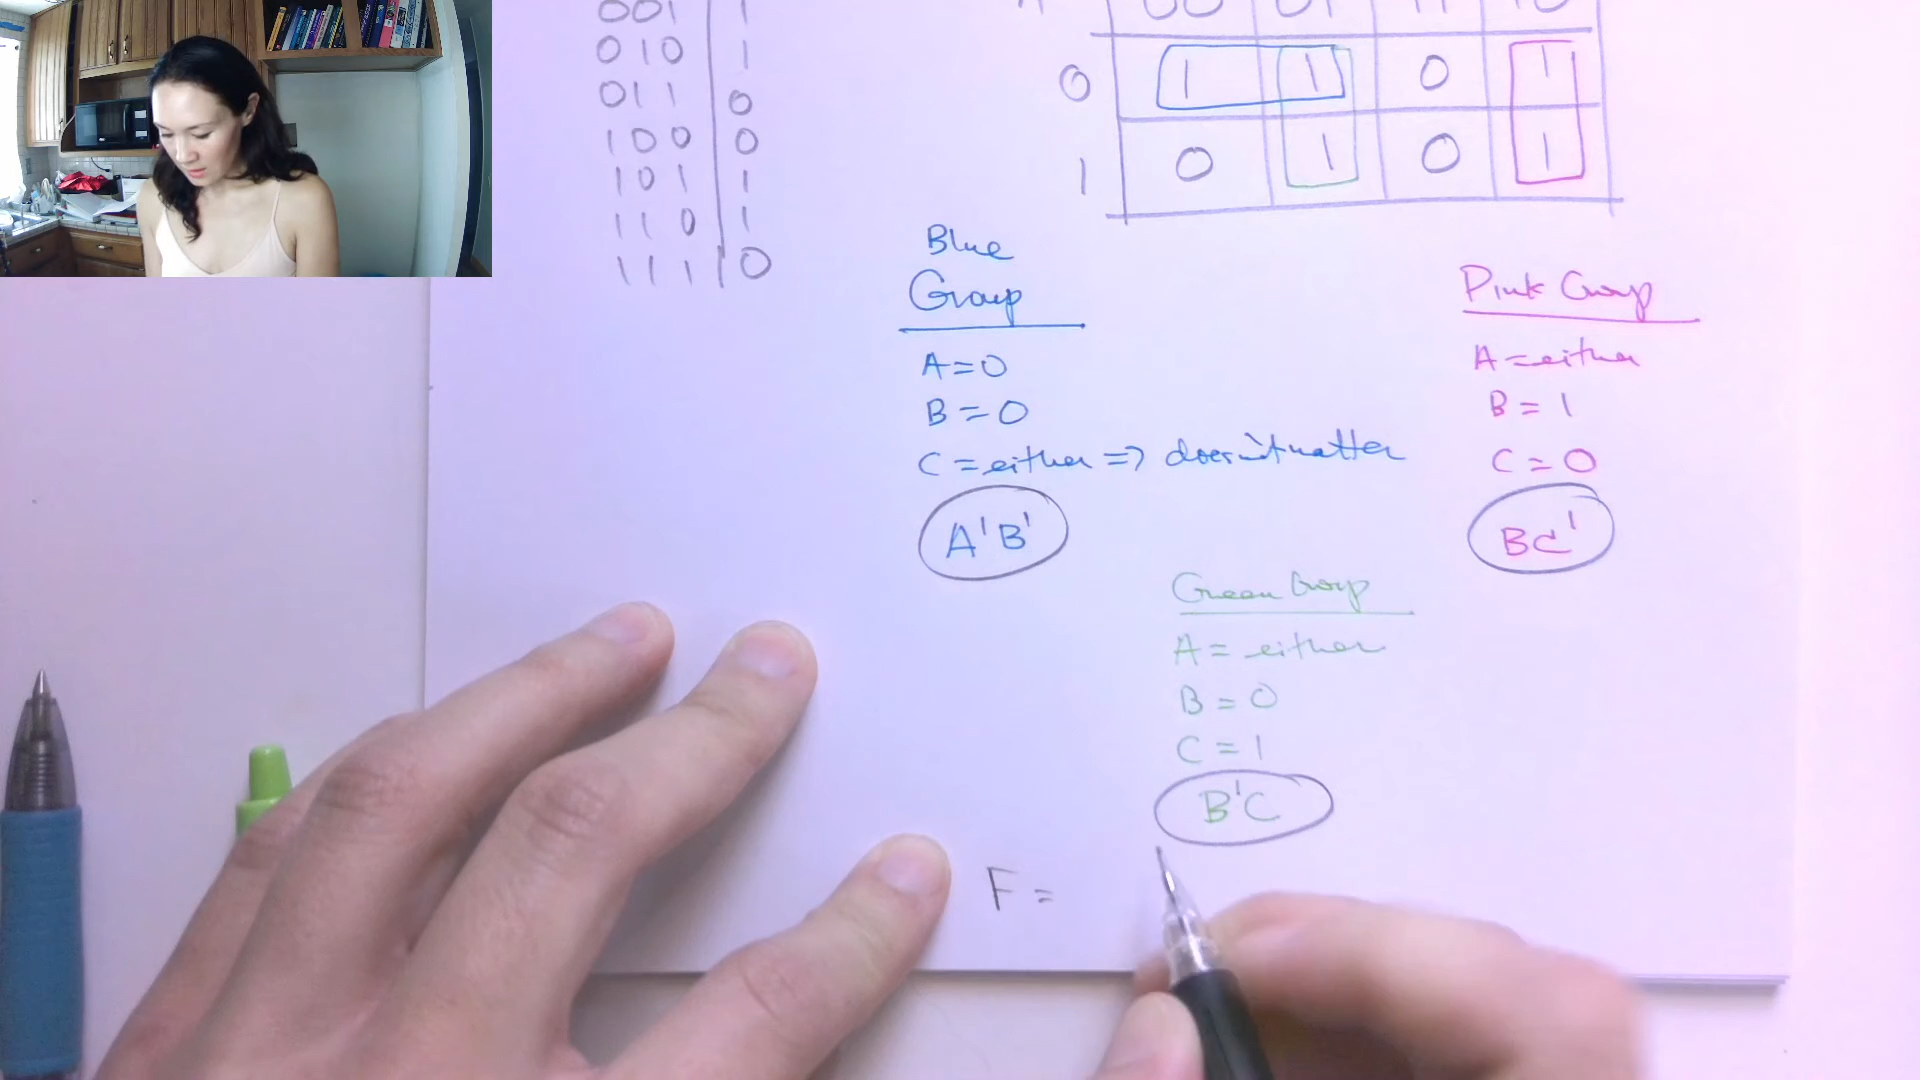 001 | 1
010 | 1
011 | 0
100 | 0
101 | 1
110 | 1
111 | 0
A 00 01 11 10
0 1 1 0 1
1 0 1 0 1
Blue
Group
A=0
B=0
C=either => doesn't matter
A'B'
Pink Group
A=either
B=1
C=0
BC'
Green Group
A=either
B=0
C=1
B'C
F=